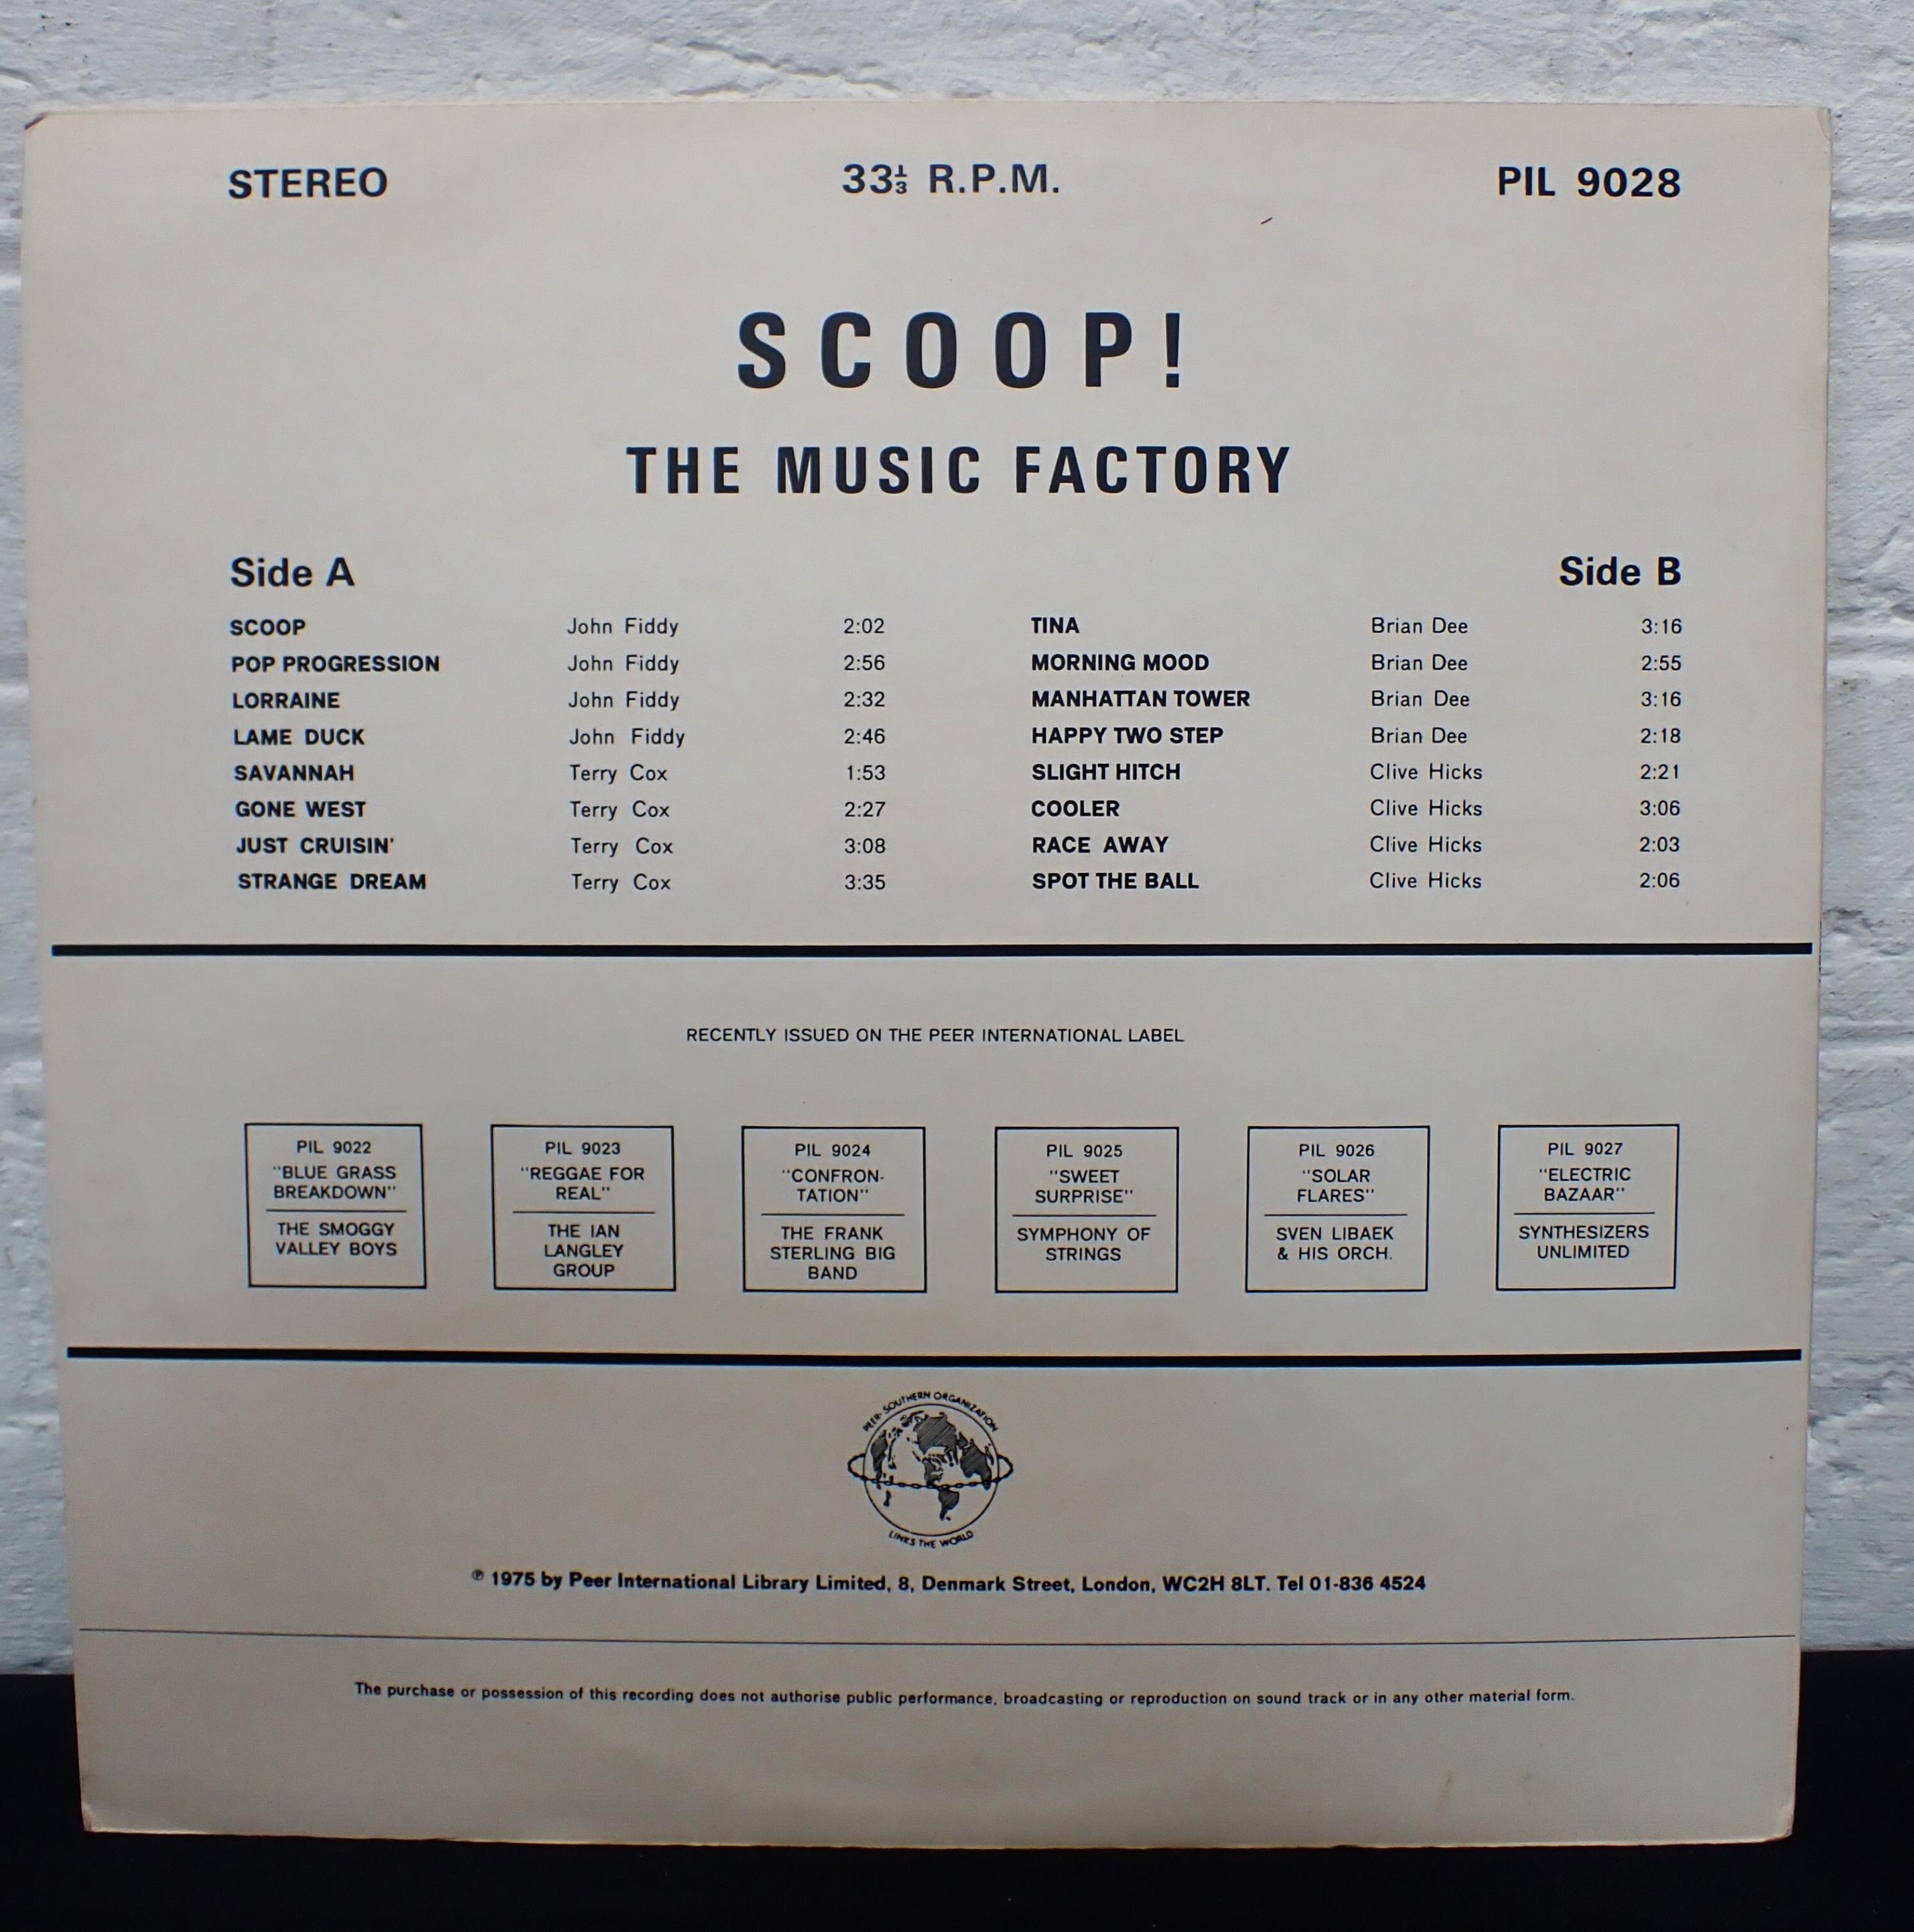 STEREO 33⅓ R.P.M. PIL 9028
SCOOP!
THE MUSIC FACTORY
Side A Side B
SCOOP John Fiddy 2:02 TINA Brian Dee 3:16
POP PROGRESSION John Fiddy 2:56 MORNING MOOD Brian Dee 2:55
LORRAINE John Fiddy 2:32 MANHATTAN TOWER Brian Dee 3:16
LAME DUCK John Fiddy 2:46 HAPPY TWO STEP Brian Dee 2:18
SAVANNAH Terry Cox 1:53 SLIGHT HITCH Clive Hicks 2:21
GONE WEST Terry Cox 2:27 COOLER Clive Hicks 3:06
JUST CRUISIN' Terry Cox 3:08 RACE AWAY Clive Hicks 2:03
STRANGE DREAM Terry Cox 3:35 SPOT THE BALL Clive Hicks 2:06
RECENTLY ISSUED ON THE PEER INTERNATIONAL LABEL
PIL 9022
"BLUE GRASS
BREAKDOWN"
THE SMOGGY
VALLEY BOYS
PIL 9023
"REGGAE FOR
REAL"
THE IAN
LANGLEY
GROUP
PIL 9024
"CONFRON-
TATION"
THE FRANK
STERLING BIG
BAND
PIL 9025
"SWEET
SURPRISE"
SYMPHONY OF
STRINGS
PIL 9026
"SOLAR
FLARES"
SVEN LIBAEK
& HIS ORCH.
PIL 9027
"ELECTRIC
BAZAAR"
SYNTHESIZERS
UNLIMITED
PEER-SOUTHERN ORGANIZATION
LINKS THE WORLD
℗ 1975 by Peer International Library Limited, 8, Denmark Street, London, WC2H 8LT. Tel 01-836 4524
The purchase or possession of this recording does not authorise public performance, broadcasting or reproduction on sound track or in any other material form.